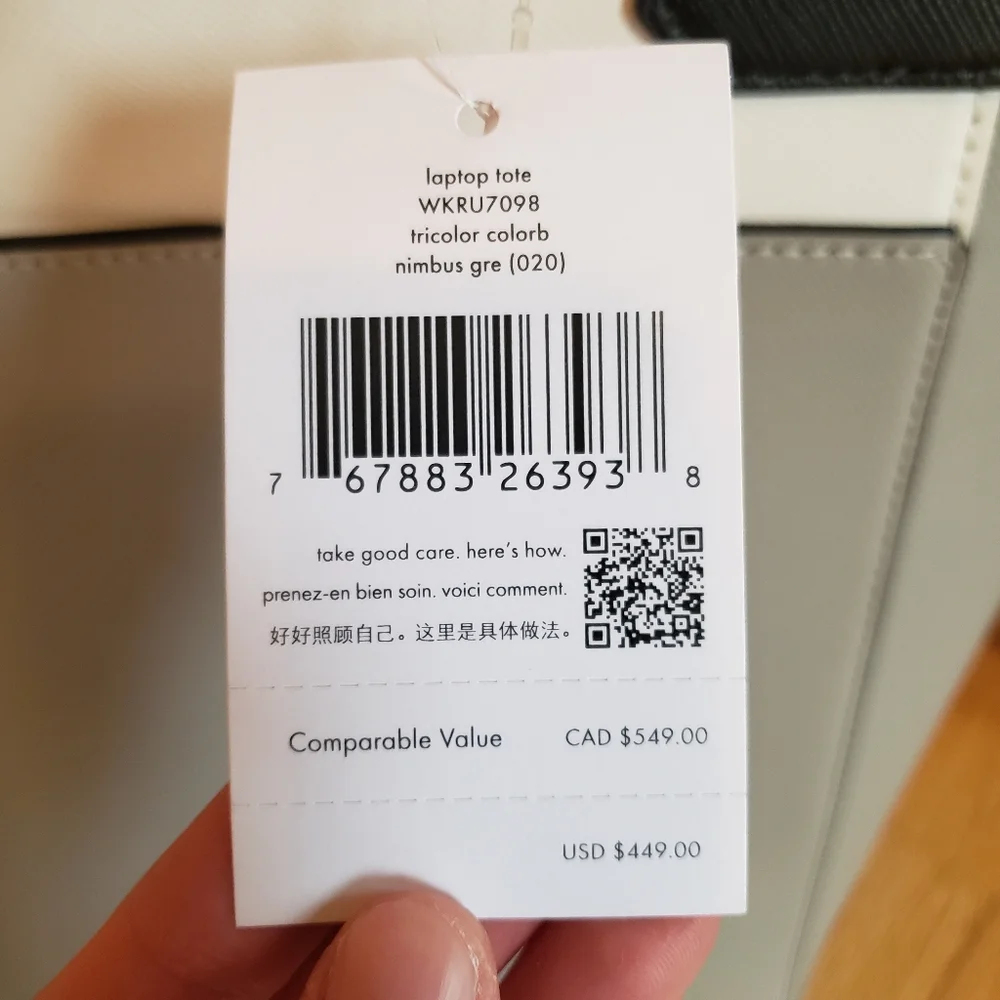 laptop tote
WKRU7098
tricolor colorb
nimbus gre (020)
7 67883 26393 8
take good care. here's how.
prenez-en bien soin. voici comment.
好好照顾自己。这里是具体做法。
Comparable Value CAD $549.00
USD $449.00